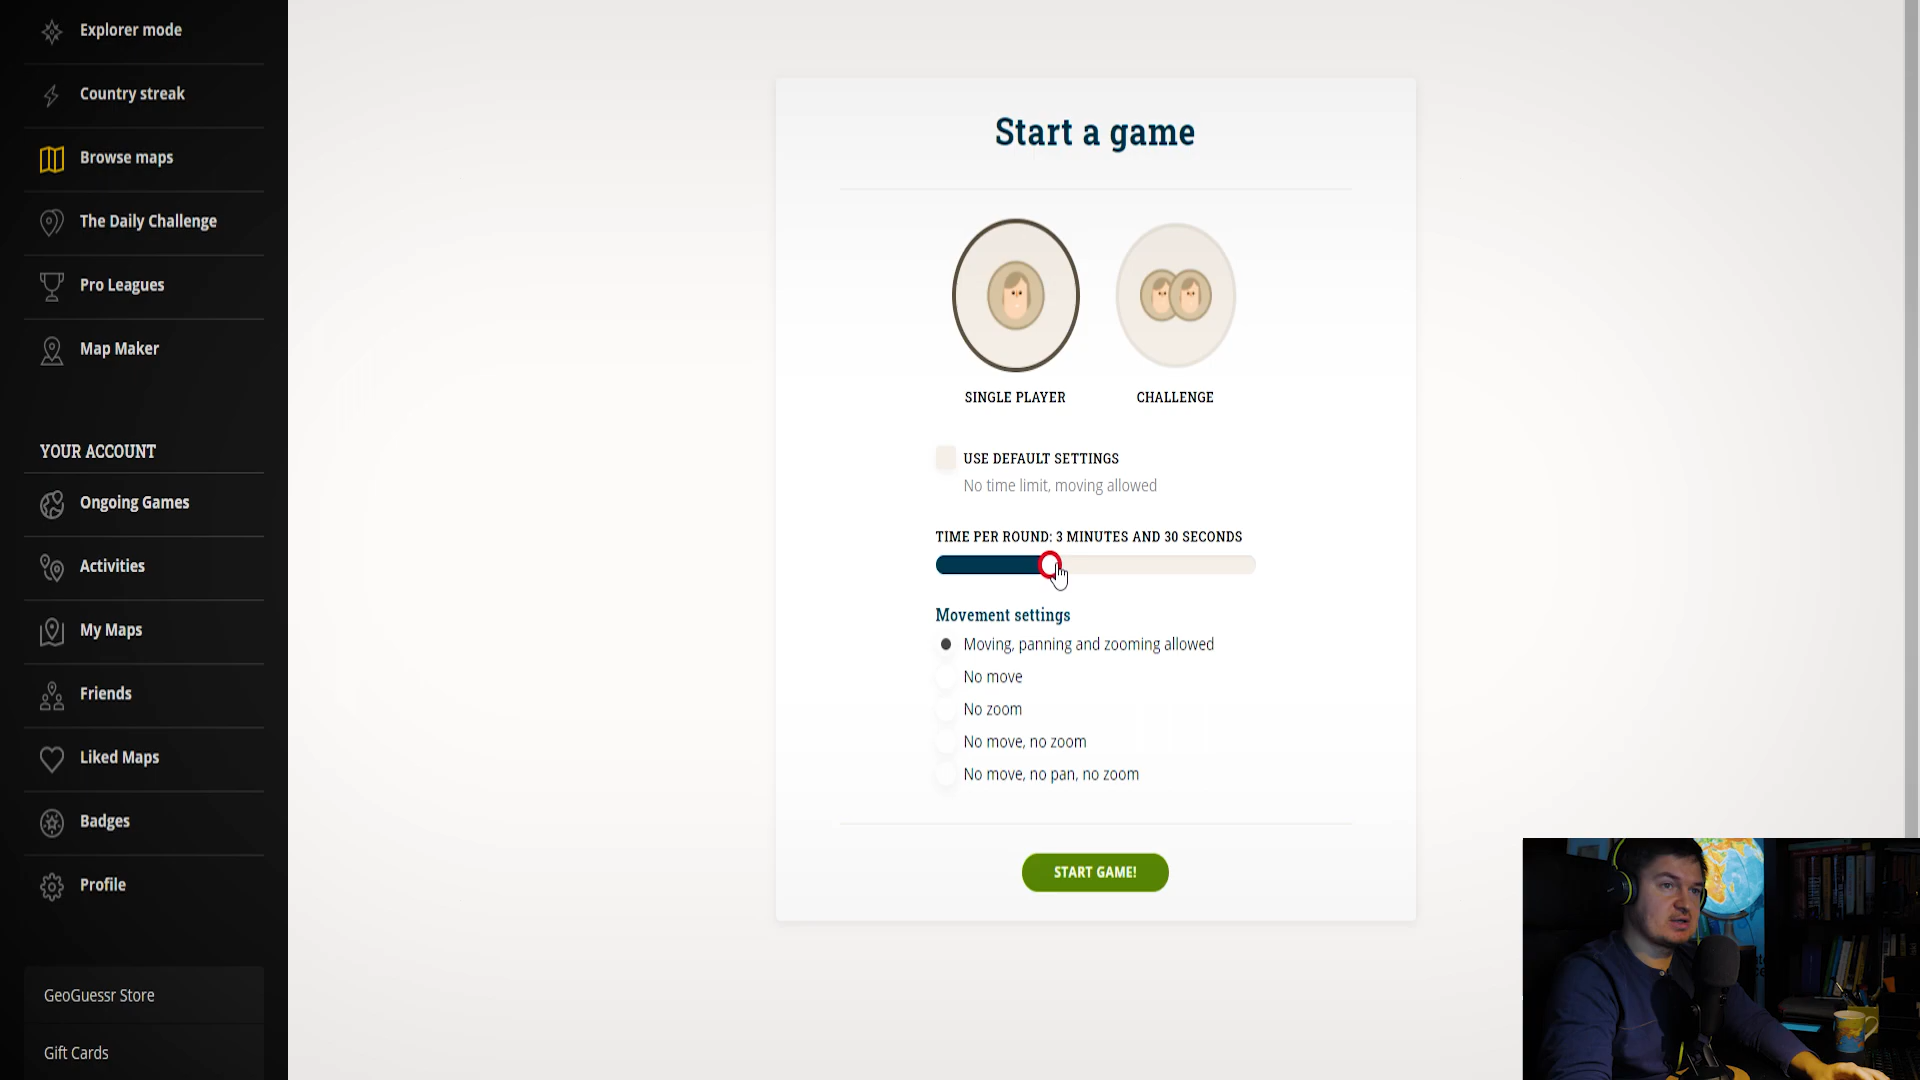 Explorer mode
Country streak
Browse maps
The Daily Challenge
Pro Leagues
Map Maker
YOUR ACCOUNT
Ongoing Games
Activities
My Maps
Friends
Liked Maps
Badges
Profile
GeoGuessr Store
Gift Cards
Start a game
SINGLE PLAYER
CHALLENGE
USE DEFAULT SETTINGS
No time limit, moving allowed
TIME PER ROUND: 3 MINUTES AND 30 SECONDS
Movement settings
Moving, panning and zooming allowed
No move
No zoom
No move, no zoom
No move, no pan, no zoom
START GAME!